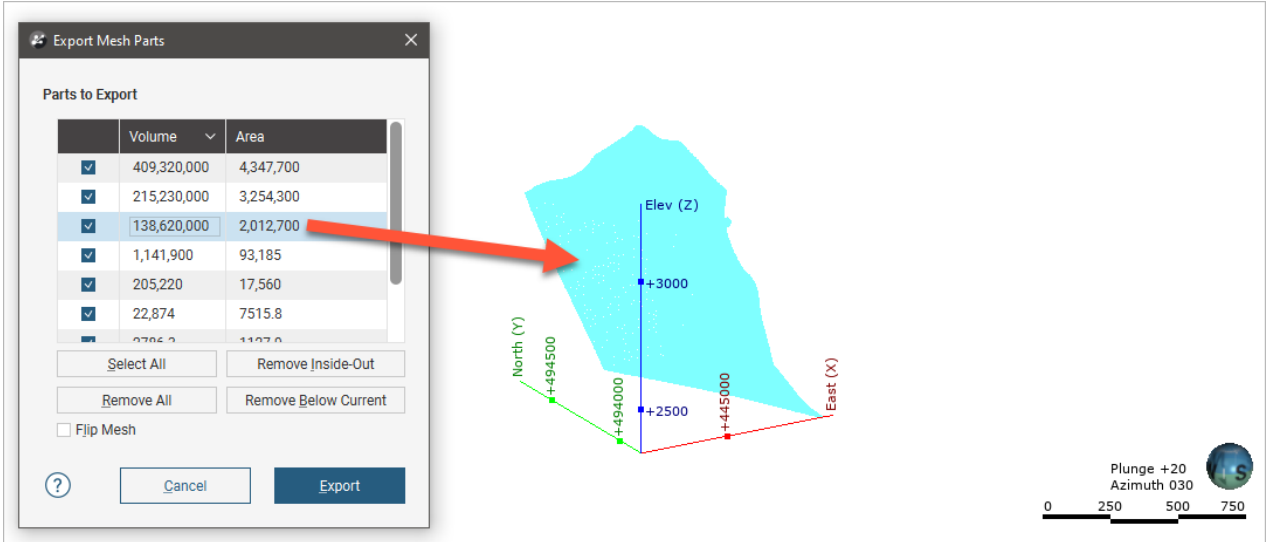 Export Mesh Parts
Parts to Export
Volume Area
409,320,000 4,347,700
215,230,000 3,254,300
138,620,000 2,012,700
1,141,900 93,185
205,220 17,560
22,874 7515.8
Select All Remove Inside-Out
Remove All Remove Below Current
Flip Mesh
? Cancel Export
Elev (Z)
+3000
+2500
North (Y)
+494500
+494000
+445000
East (X)
Plunge +20
Azimuth 030
0 250 500 750
S